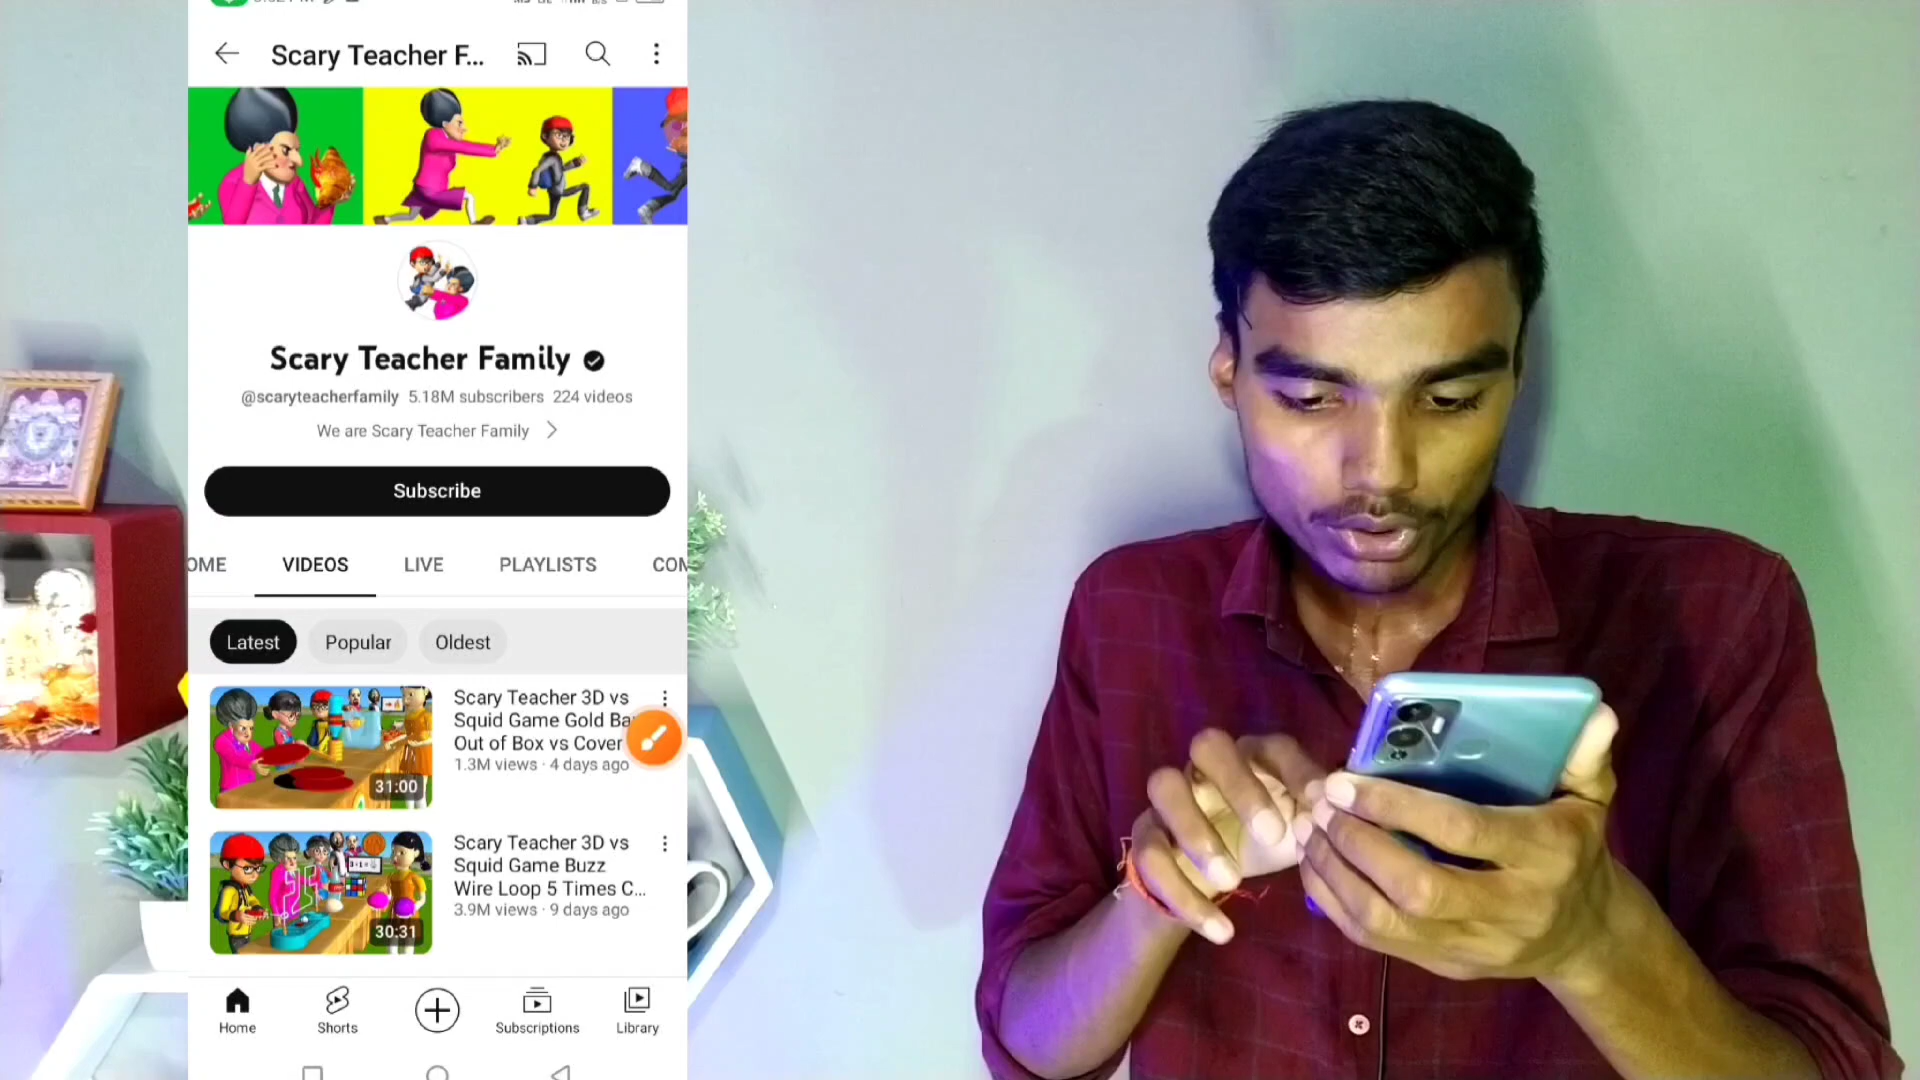 Scary Teacher F...
Scary Teacher Family
@scaryteacherfamily 5.18M subscribers 224 videos
We are Scary Teacher Family
Subscribe
OME VIDEOS LIVE PLAYLISTS COM
Latest Popular Oldest
Scary Teacher 3D vs
Squid Game Gold Ba
Out of Box vs Cover
1.3M views · 4 days ago
31:00
Scary Teacher 3D vs
Squid Game Buzz
Wire Loop 5 Times C...
3.9M views · 9 days ago
30:31
Home Shorts Subscriptions Library